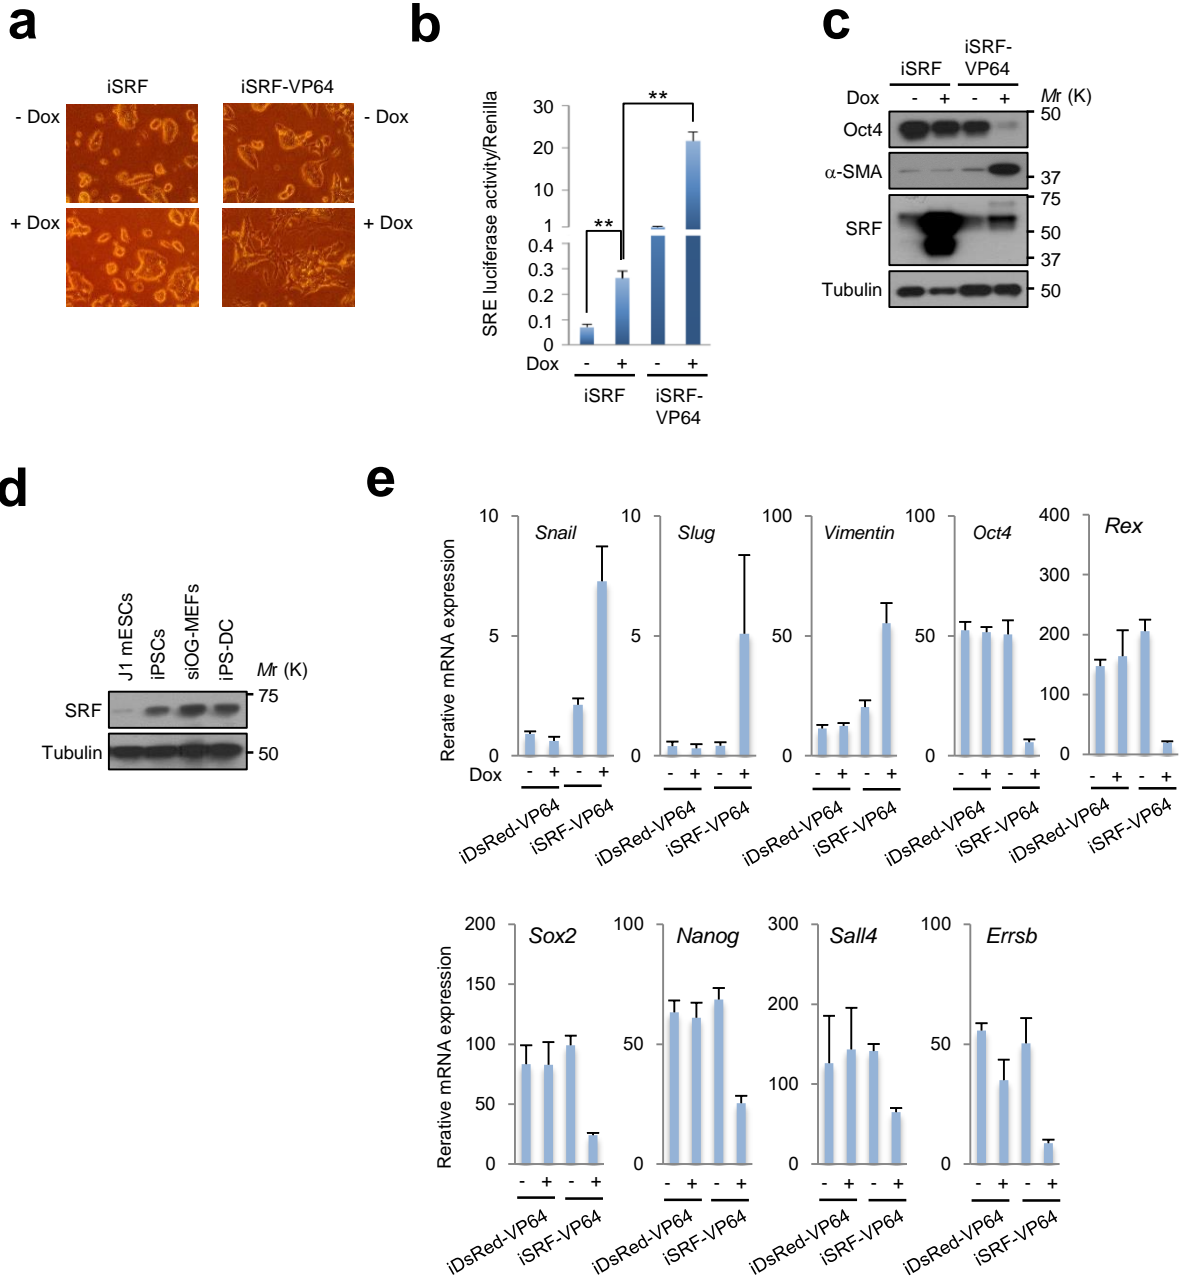 a
iSRF
iSRF-VP64
- Dox
- Dox
+ Dox
+ Dox
b
SRE luciferase activity/Renilla
30
20
10
1
0.4
0.3
0.2
0.1
0
**
**
Dox
- + - +
iSRF
iSRF-
VP64
c
iSRF
iSRF-
VP64
Dox - + - + Mr (K)
Oct4
50
α-SMA
37
75
SRF
50
37
Tubulin
50
d
J1 mESCs
iPSCs
siOG-MEFs
iPS-DC
Mr (K)
75
SRF
Tubulin
50
e
Rerative mRNA expression
10
5
0
Snail
Dox
- + - +
iDsRed-VP64
iSRF-VP64
10
5
0
Slug
- + - +
iDsRed-VP64
iSRF-VP64
100
50
0
Vimentin
- + - +
iDsRed-VP64
iSRF-VP64
100
50
0
Oct4
- + - +
iDsRed-VP64
iSRF-VP64
400
300
200
100
0
Rex
- + - +
iDsRed-VP64
iSRF-VP64
Rerative mRNA expression
200
150
100
50
0
Sox2
- + - +
iDsRed-VP64
iSRF-VP64
100
50
0
Nanog
- + - +
iDsRed-VP64
iSRF-VP64
300
200
100
0
Sall4
- + - +
iDsRed-VP64
iSRF-VP64
100
50
0
Errsb
- + - +
iDsRed-VP64
iSRF-VP64